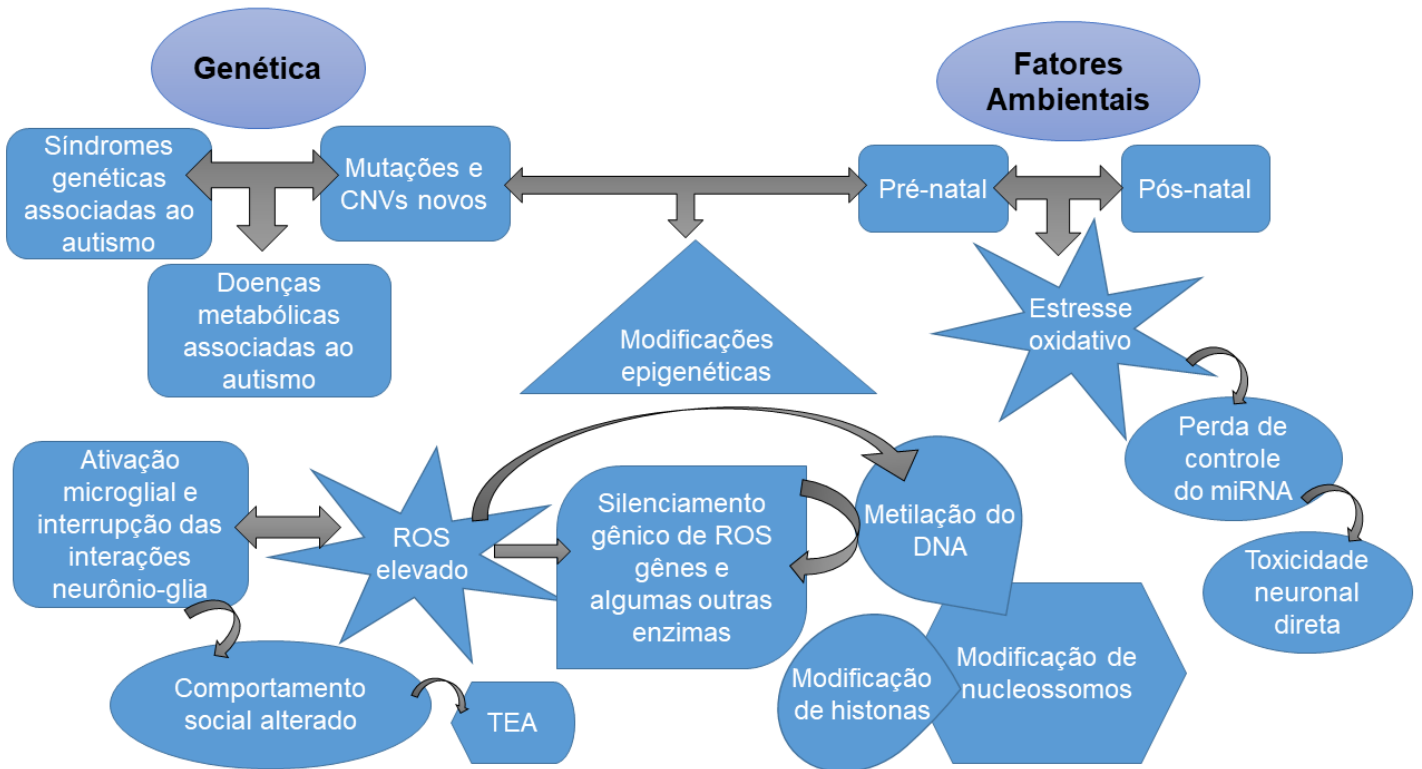 Genética
Fatores
Ambientais
Síndromes
genéticas
associadas ao
autismo
Mutações e
CNVs novos
Pré-natal
Pós-natal
Doenças
metabólicas
associadas ao
autismo
Modificações
epigenéticas
Estresse
oxidativo
Perda de
controle
do miRNA
Toxicidade
neuronal
direta
Ativação
microglial e
interrupção das
interações
neurônio-glia
ROS
elevado
Silenciamento
gênico de ROS
gênes e
algumas outras
enzimas
Metilação do
DNA
Modificação de
nucleossomos
Modificação
de histonas
Comportamento
social alterado
TEA